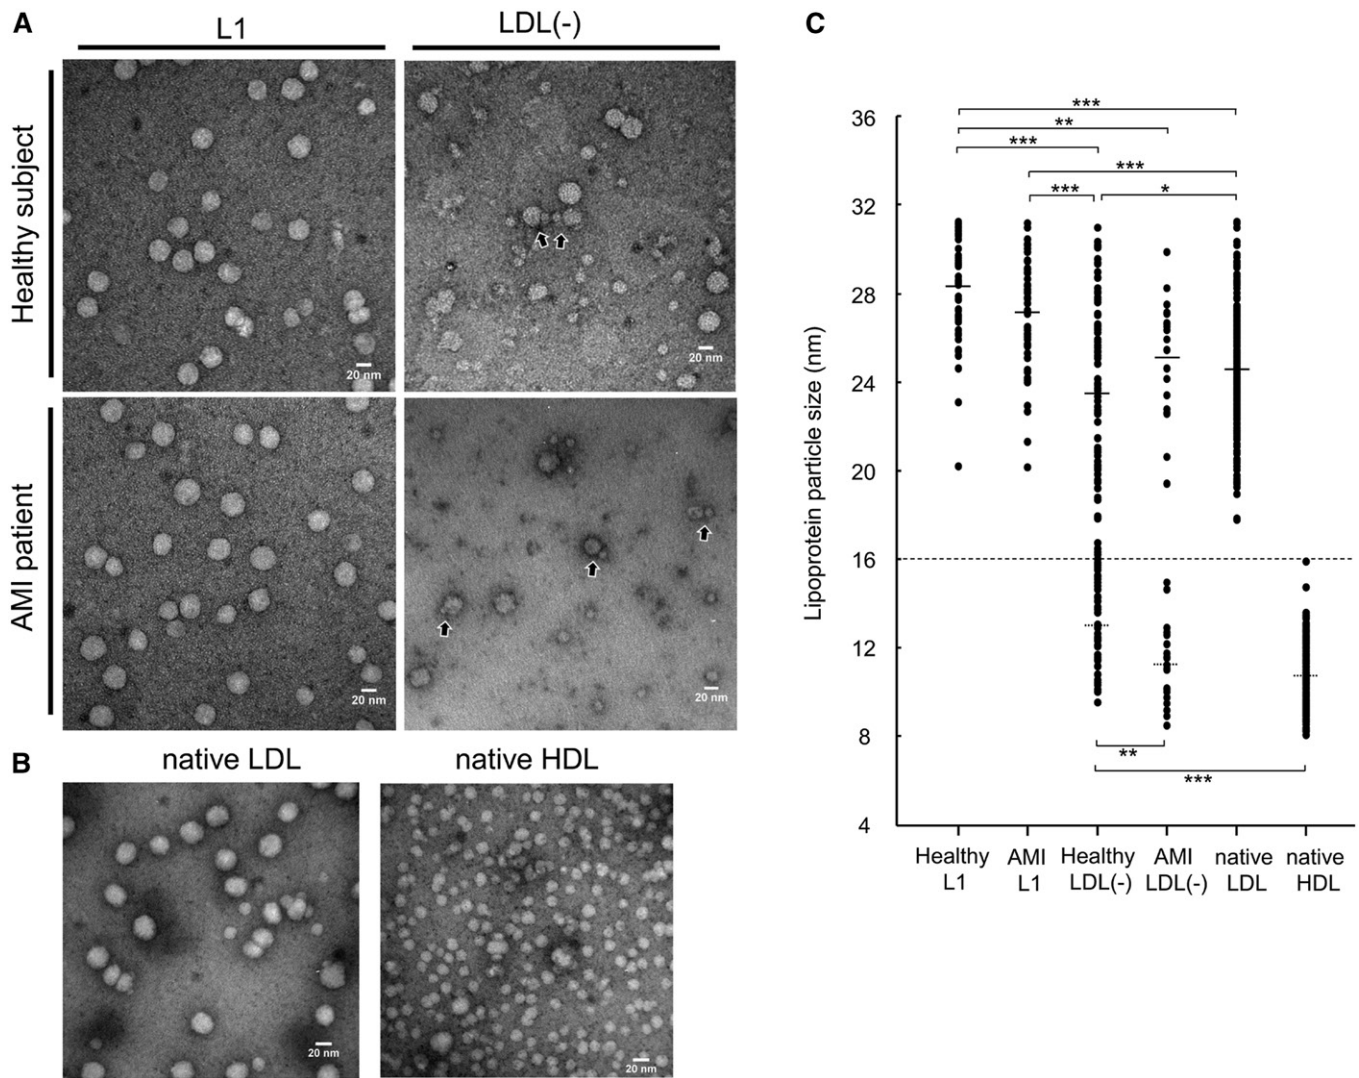 A
L1
LDL(-)
Healthy subject
20 nm
20 nm
AMI patient
20 nm
20 nm
B
native LDL
native HDL
20 nm
20 nm
C
Lipoprotein particle size (nm)
36
32
28
24
20
16
12
8
4
***
**
***
***
***
*
**
***
Healthy L1
AMI L1
Healthy LDL(-)
AMI LDL(-)
native LDL
native HDL